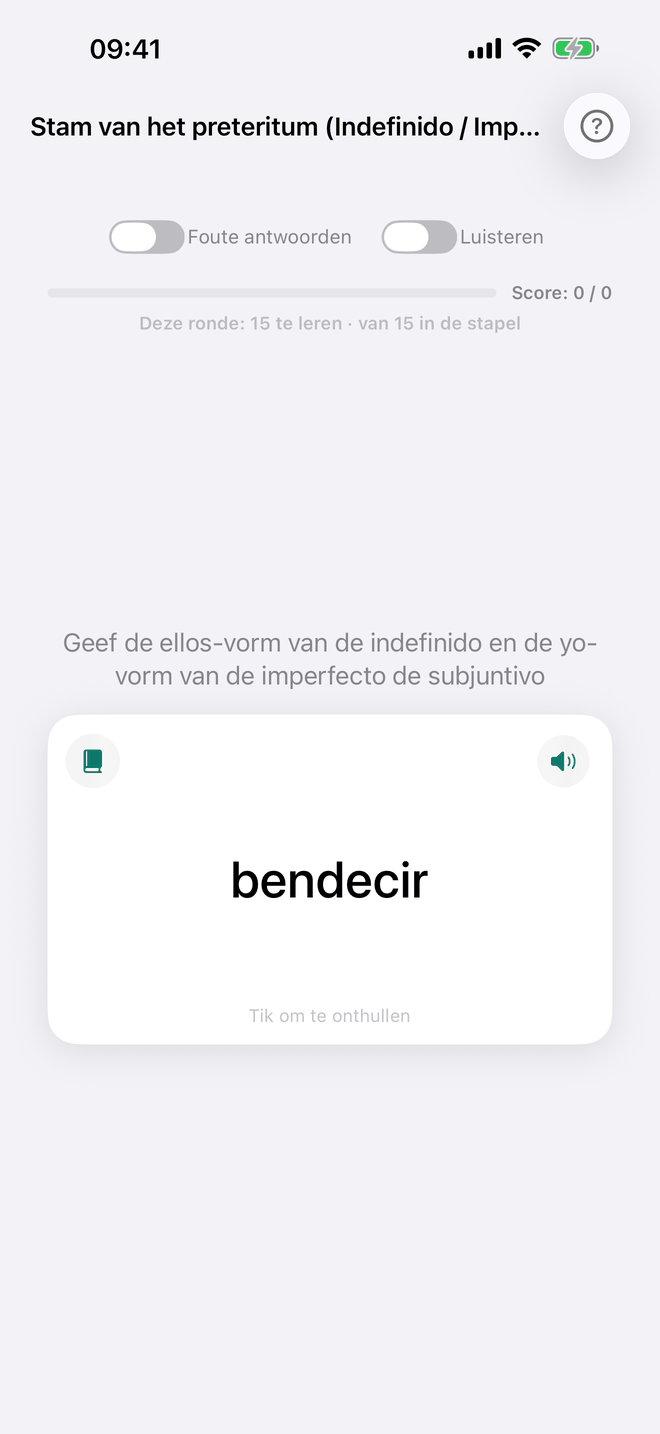 09:41
Stam van het preteritum (Indefinido / Imp...
Foute antwoorden
Luisteren
Score: 0 / 0
Deze ronde: 15 te leren · van 15 in de stapel
Geef de ellos-vorm van de indefinido en de yo-
vorm van de imperfecto de subjuntivo
bendecir
Tik om te onthullen